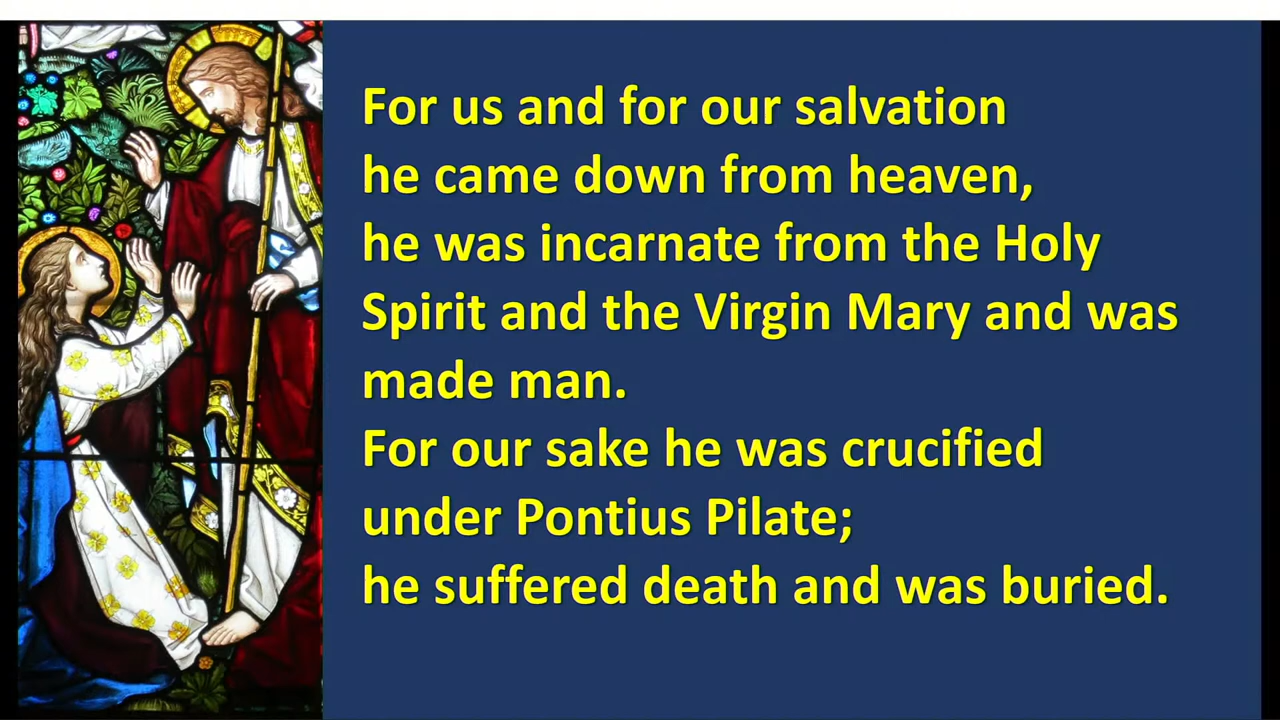 For us and for our salvation
he came down from heaven,
he was incarnate from the Holy
Spirit and the Virgin Mary and was
made man.
For our sake he was crucified
under Pontius Pilate;
he suffered death and was buried.